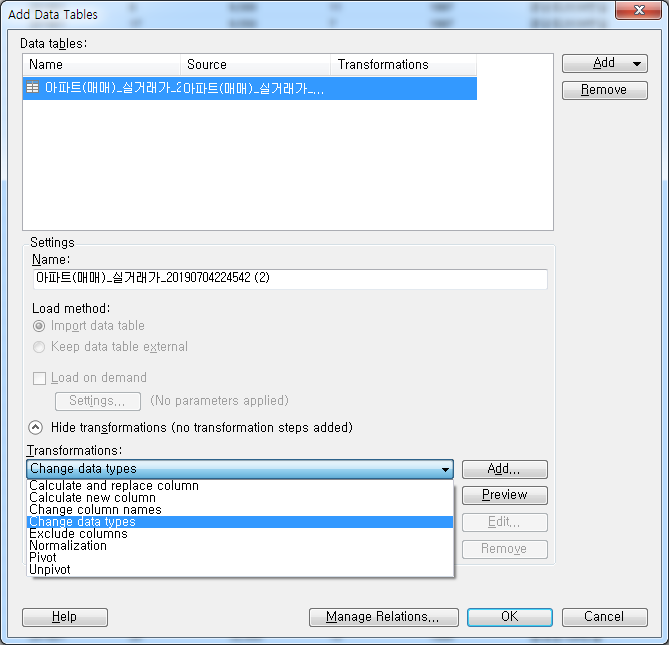 Add Data Tables
Data tables:
Name Source Transformations
아파트(매매)_실거래가_2 아파트(매매)_실거래가_...
Add
Remove
Settings
Name:
아파트(매매)_실거래가_20190704224542 (2)
Load method:
Import data table
Keep data table external
Load on demand
Settings... (No parameters applied)
Hide transformations (no transformation steps added)
Transformations:
Change data types
Add...
Calculate and replace column
Calculate new column
Change column names
Change data types
Exclude columns
Normalization
Pivot
Unpivot
Preview
Edit...
Remove
Help
Manage Relations...
OK
Cancel